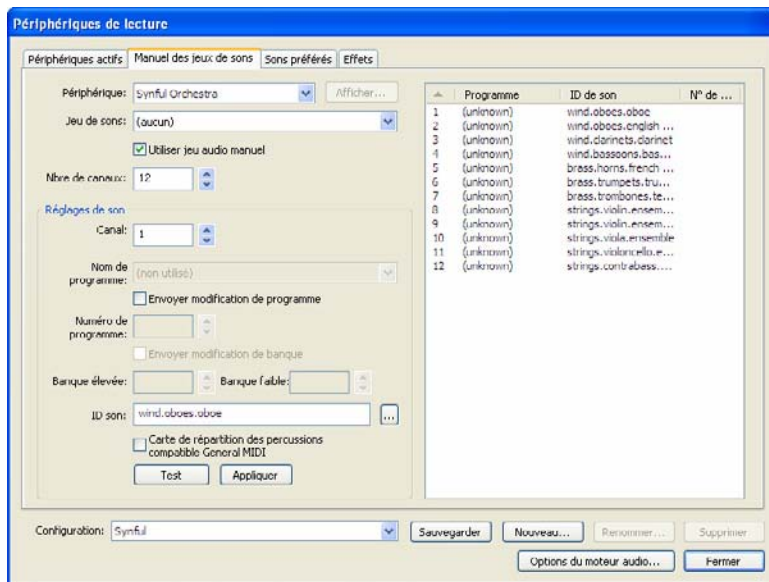 Périphériques de lecture
Périphériques actifs Manuel des jeux de sons Sons préférés Effets
Périphérique: Synful Orchestra Afficher...
Jeu de sons: (aucun)
Utiliser jeu audio manuel
Nbre de canaux: 12
Réglages de son
Canal: 1
Nom de programme: (non utilisé)
Envoyer modification de programme
Numéro de programme:
Envoyer modification de banque
Banque élevée: Banque faible:
ID son: wind.oboes.oboe ...
Carte de répartition des percussions
compatible General MIDI
Test Appliquer
Programme ID de son N° de ...
1 (unknown) wind.oboes.oboe
2 (unknown) wind.oboes.english ...
3 (unknown) wind.clarinets.clarinet
4 (unknown) wind.bassoons.bas...
5 (unknown) brass.horns.french ...
6 (unknown) brass.trumpets.tru...
7 (unknown) brass.trombones.te...
8 (unknown) strings.violin.ensem...
9 (unknown) strings.violin.ensem...
10 (unknown) strings.viola.ensemble
11 (unknown) strings.violoncello.e...
12 (unknown) strings.contrabass....
Configuration: Synful Sauvegarder Nouveau... Renommer... Supprimer
Options du moteur audio... Fermer